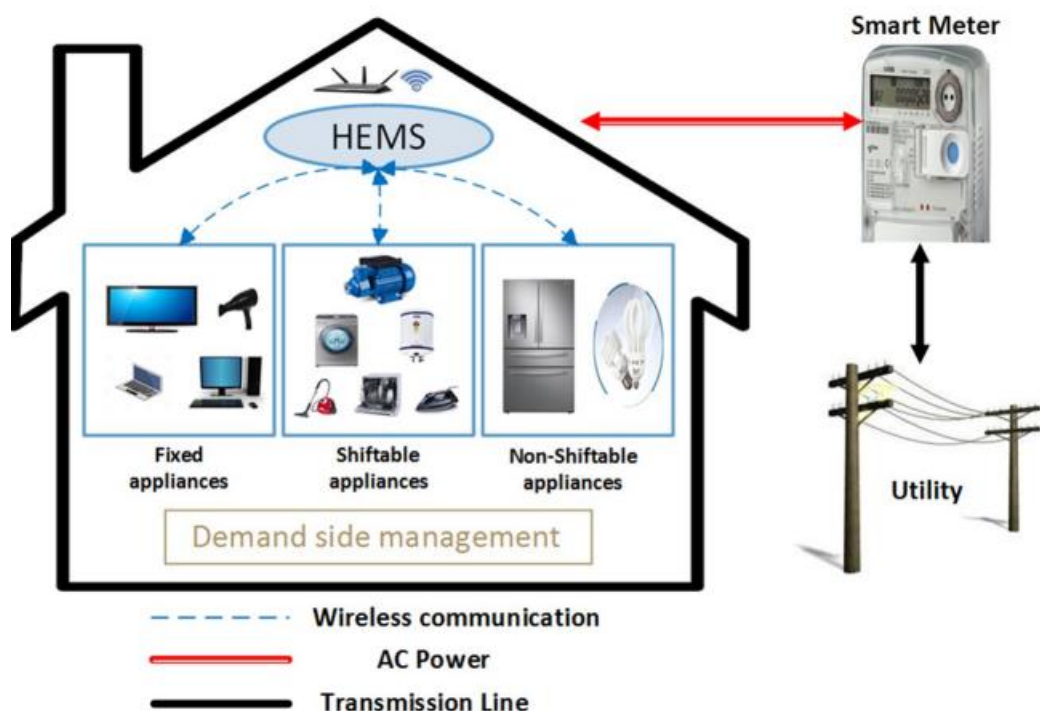 Smart Meter
HEMS
Fixed
appliances
Shiftable
appliances
Non-Shiftable
appliances
Utility
Demand side management
Wireless communication
AC Power
Transmission Line